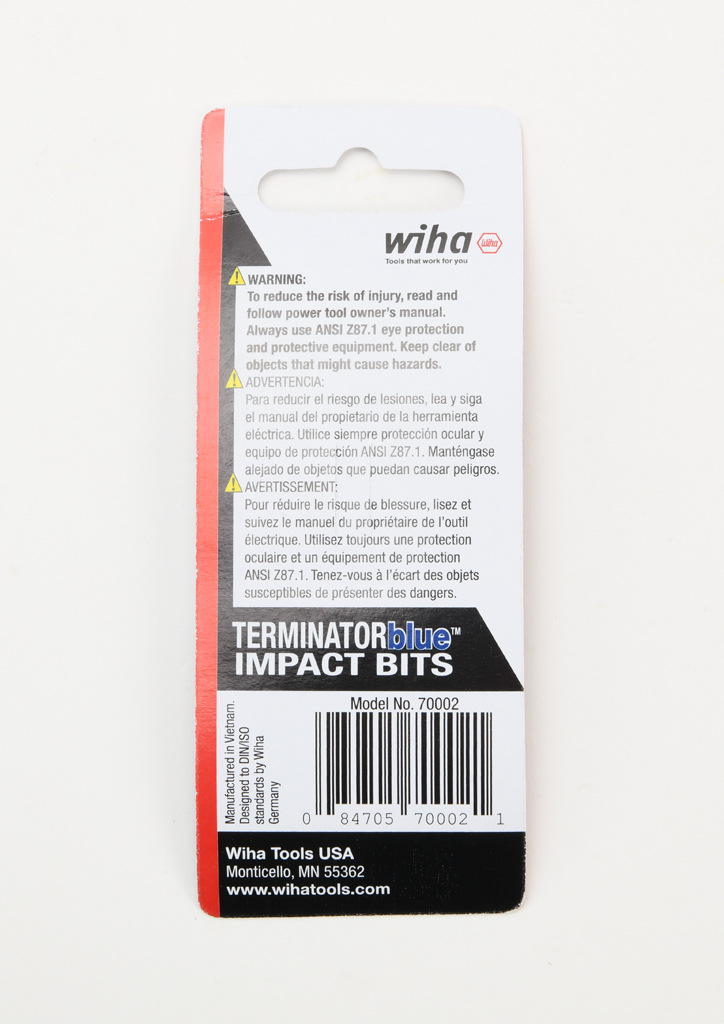 wiha wiha
Tools that work for you
WARNING:
To reduce the risk of injury, read and
follow power tool owner's manual.
Always use ANSI Z87.1 eye protection
and protective equipment. Keep clear of
objects that might cause hazards.
ADVERTENCIA:
Para reducir el riesgo de lesiones, lea y siga
el manual del propietario de la herramienta
eléctrica. Utilice siempre protección ocular y
equipo de protección ANSI Z87.1. Manténgase
alejado de objetos que puedan causar peligros.
AVERTISSEMENT:
Pour réduire le risque de blessure, lisez et
suivez le manuel du propriétaire de l'outil
électrique. Utilisez toujours une protection
oculaire et un équipement de protection
ANSI Z87.1. Tenez-vous à l'écart des objets
susceptibles de présenter des dangers.
TERMINATORblue™
IMPACT BITS
Model No. 70002
Manufactured in Vietnam.
Designed to DIN/ISO
standards by Wiha
Germany
0 84705 70002 1
Wiha Tools USA
Monticello, MN 55362
www.wihatools.com